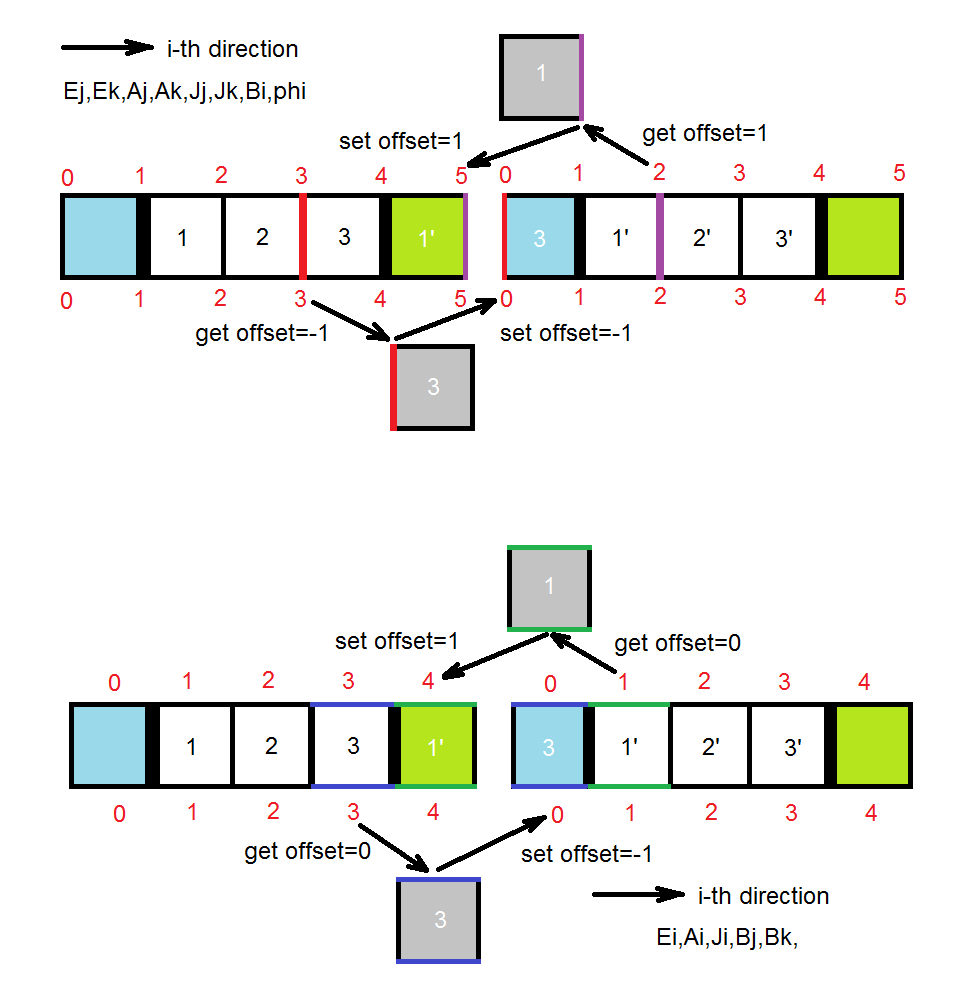 i-th direction
Ej,Ek,Aj,Ak,Jj,Jk,Bi,phi
1
set offset=1
get offset=1
0 1 2 3 4 5 0 1 2 3 4 5
1 2 3 1' 3 1' 2' 3'
0 1 2 3 4 5 0 1 2 3 4 5
get offset=-1
set offset=-1
3
1
set offset=1
get offset=0
0 1 2 3 4 0 1 2 3 4
1 2 3 1' 3 1' 2' 3'
0 1 2 3 4 0 1 2 3 4
get offset=0
set offset=-1
3
i-th direction
Ei,Ai,Ji,Bj,Bk,